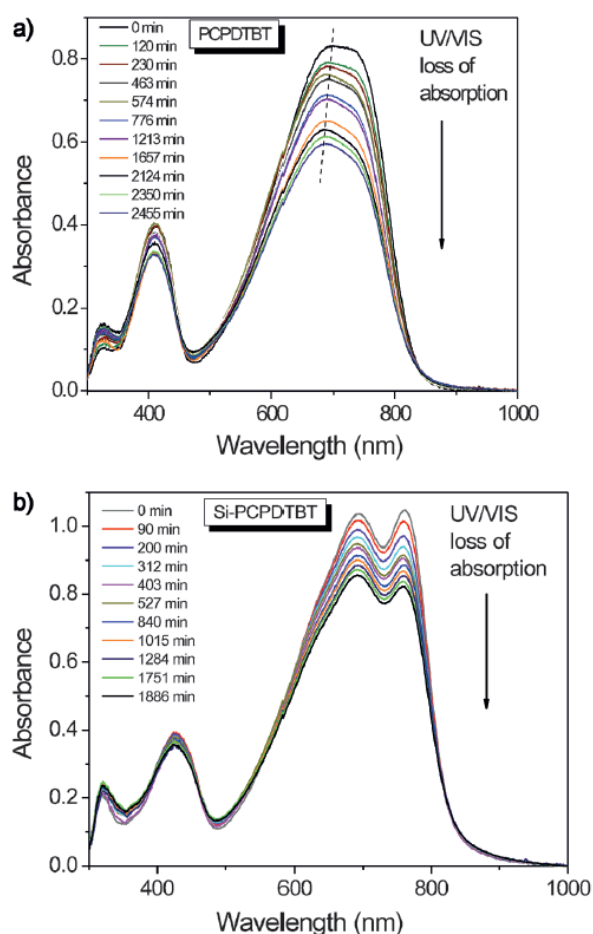 a)
PCPDTBT
0 min
120 min
230 min
463 min
574 min
776 min
1213 min
1657 min
2124 min
2350 min
2455 min
UV/VIS
loss of
absorption
0.8
0.6
0.4
0.2
0.0
Absorbance
400 600 800 1000
Wavelength (nm)
b)
Si-PCPDTBT
0 min
90 min
200 min
312 min
403 min
527 min
840 min
1015 min
1284 min
1751 min
1886 min
UV/VIS
loss of
absorption
1.0
0.8
0.6
0.4
0.2
0.0
Absorbance
400 600 800 1000
Wavelength (nm)